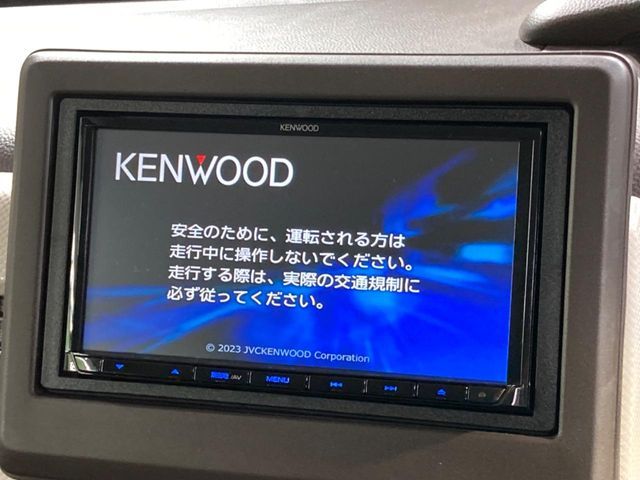 KENWOOD
KENWOOD
安全のために、運転される方は
走行中に操作しないでください。
走行する際は、実際の交通規制に
必ず従ってください。
© 2023 JVCKENWOOD Corporation
/AV MENU